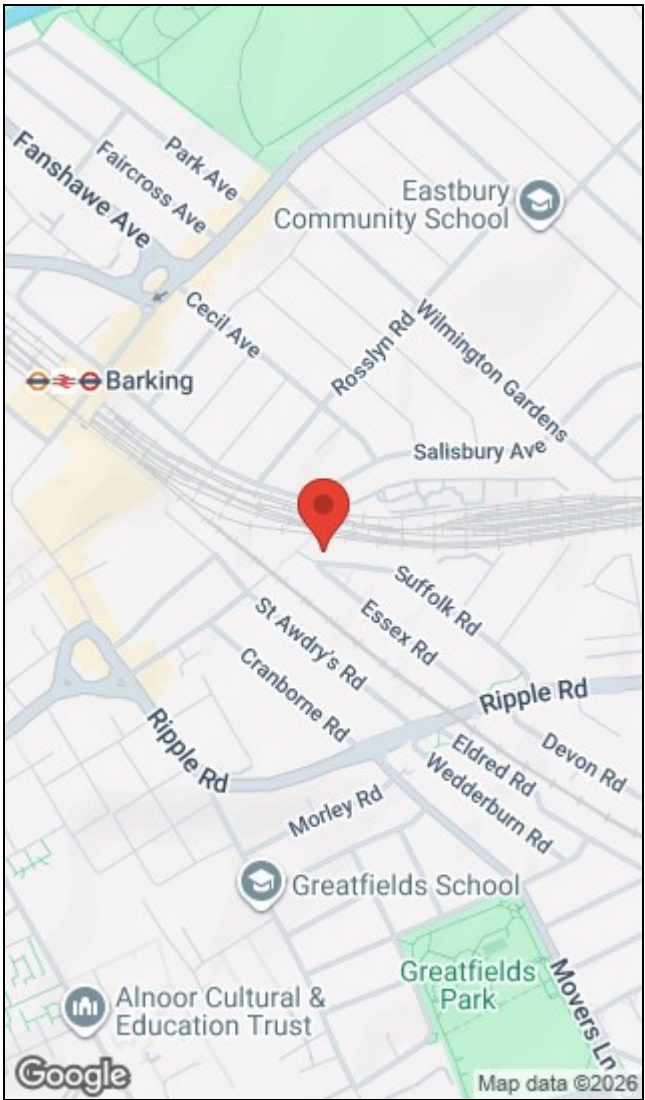 Park Ave
Faircross Ave
Fanshawe Ave
Eastbury
Community School
Cecil Ave
Rosslyn Rd
Wilmington Gardens
Barking
Salisbury Ave
Suffolk Rd
Essex Rd
St Awdry's Rd
Cranborne Rd
Ripple Rd
Ripple Rd
Devon Rd
Eldred Rd
Wedderburn Rd
Morley Rd
Greatfields School
Greatfields
Park
Movers Ln
Alnoor Cultural &
Education Trust
Google
Map data ©2026